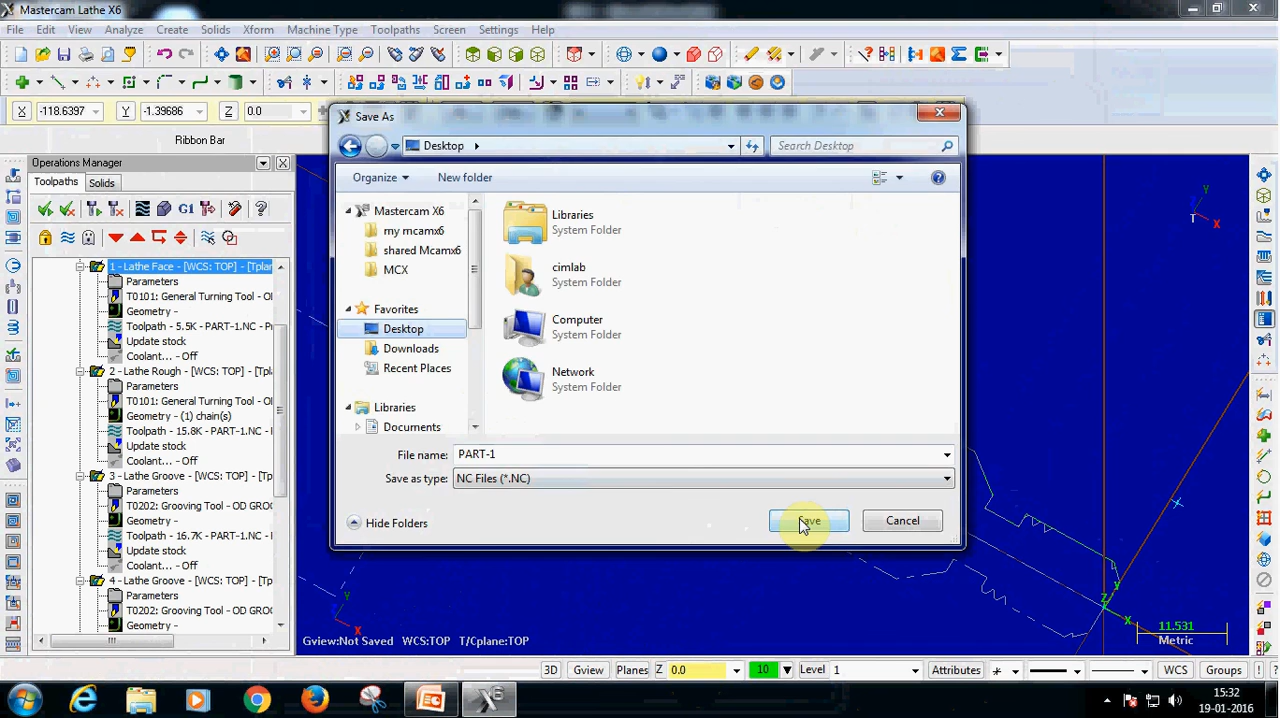 Mastercam Lathe X6
File Edit View Analyze Create Solids Xform Machine Type Toolpaths Screen Settings Help
X -118.6397 Y -1.39686 Z 0.0
Ribbon Bar
Operations Manager
Toolpaths Solids
G1
1 - Lathe Face - [WCS: TOP] - [Tplan
Parameters
T0101: General Turning Tool - O
Geometry -
Toolpath - 5.5K - PART-1.NC - P
Update stock
Coolant... - Off
2 - Lathe Rough - [WCS: TOP] - [Tpl
Parameters
T0101: General Turning Tool - O
Geometry - (1) chain(s)
Toolpath - 15.8K - PART-1.NC -
Update stock
Coolant... - Off
3 - Lathe Groove - [WCS: TOP] - [Tp
Parameters
T0202: Grooving Tool - OD GRO
Geometry -
Toolpath - 16.7K - PART-1.NC -
Update stock
Coolant... - Off
4 - Lathe Groove - [WCS: TOP] - [Tp
Parameters
T0202: Grooving Tool - OD GRO
Geometry -
Save As
Desktop
Search Desktop
Organize New folder
Mastercam X6
my mcamx6
shared Mcamx6
MCX
Favorites
Desktop
Downloads
Recent Places
Libraries
Documents
Libraries
System Folder
cimlab
System Folder
Computer
System Folder
Network
System Folder
File name: PART-1
Save as type: NC Files (*.NC)
Hide Folders
Save Cancel
Y
T X
Y
X
Y
Z X
11.531
Metric
Gview:Not Saved WCS:TOP T/Cplane:TOP
3D Gview Planes Z 0.0 10 Level 1 Attributes WCS Groups ?
15:32
19-01-2016